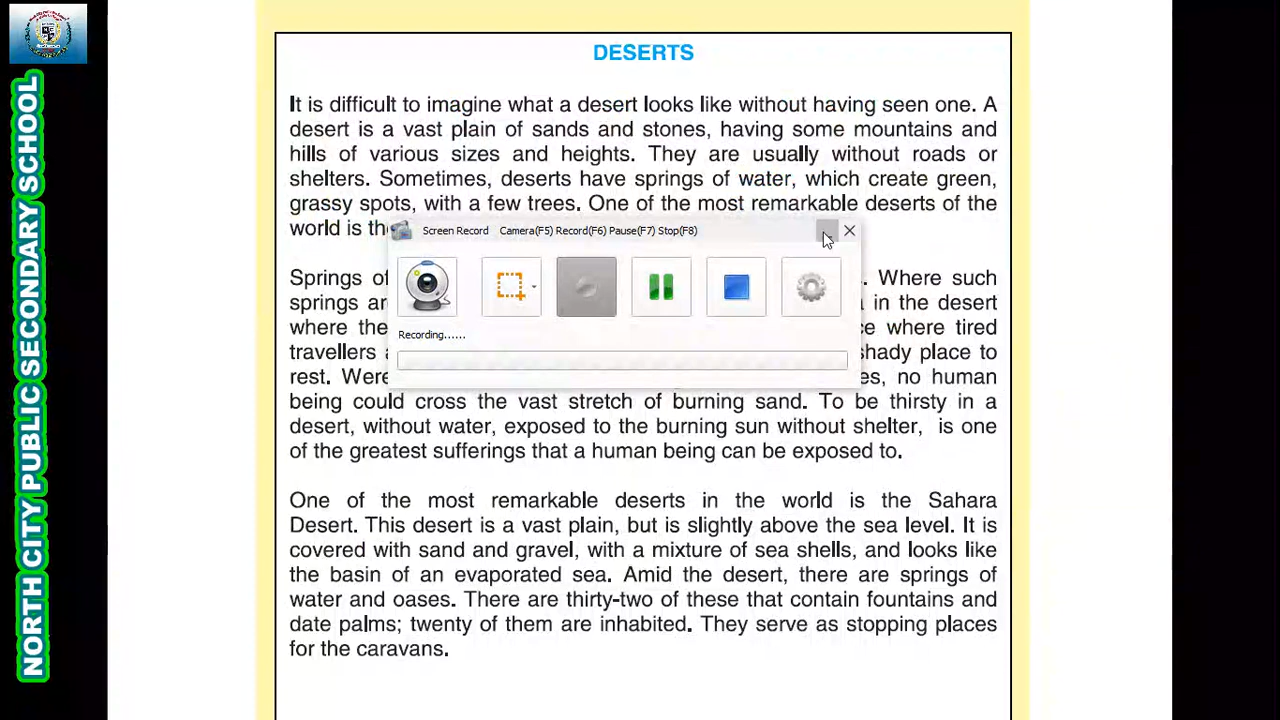 NORTH CITY PUBLIC SECONDARY SCHOOL
DESERTS
It is difficult to imagine what a desert looks like without having seen one. A
desert is a vast plain of sands and stones, having some mountains and
hills of various sizes and heights. They are usually without roads or
shelters. Sometimes, deserts have springs of water, which create green,
grassy spots, with a few trees. One of the most remarkable deserts of the
world is the
Screen Record Camera(F5) Record(F6) Pause(F7) Stop(F8)
Springs of . Where such
springs in the desert
where the where tired
travellers shady place to
rest. Were no human
Recording......
being could cross the vast stretch of burning sand. To be thirsty in a
desert, without water, exposed to the burning sun without shelter, is one
of the greatest sufferings that a human being can be exposed to.
One of the most remarkable deserts in the world is the Sahara
Desert. This desert is a vast plain, but is slightly above the sea level. It is
covered with sand and gravel, with a mixture of sea shells, and looks like
the basin of an evaporated sea. Amid the desert, there are springs of
water and oases. There are thirty-two of these that contain fountains and
date palms; twenty of them are inhabited. They serve as stopping places
for the caravans.